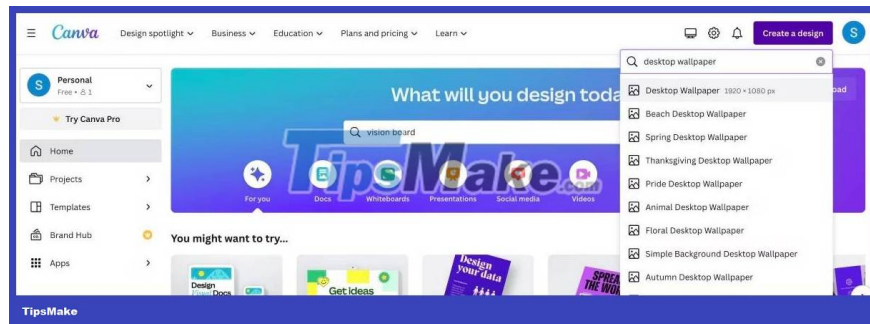 Canva
Design spotlight
Business
Education
Plans and pricing
Learn
Create a design
S
S
Personal
Free • 1
Try Canva Pro
Home
Projects
Templates
Brand Hub
Apps
What will you design toda
vision board
For you
Docs
Whiteboards
Presentations
Social media
Videos
TipsMake.com
You might want to try...
Design
Docs
Get ideas
Design
your data
SPREA
THE WOR
desktop wallpaper
Desktop Wallpaper 1920 × 1080 px
Beach Desktop Wallpaper
Spring Desktop Wallpaper
Thanksgiving Desktop Wallpaper
Pride Desktop Wallpaper
Animal Desktop Wallpaper
Floral Desktop Wallpaper
Simple Background Desktop Wallpaper
Autumn Desktop Wallpaper
oad
TipsMake